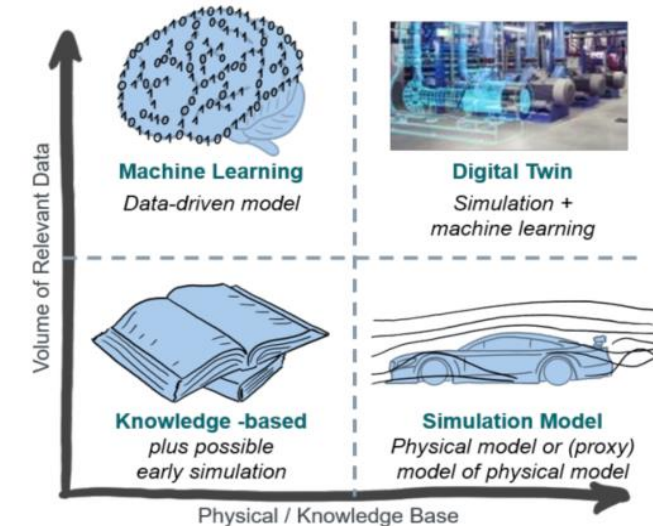 Machine Learning
Data-driven model
Digital Twin
Simulation +
machine learning
Volume of Relevant Data
Knowledge -based
plus possible
early simulation
Simulation Model
Physical model or (proxy)
model of physical model
Physical / Knowledge Base